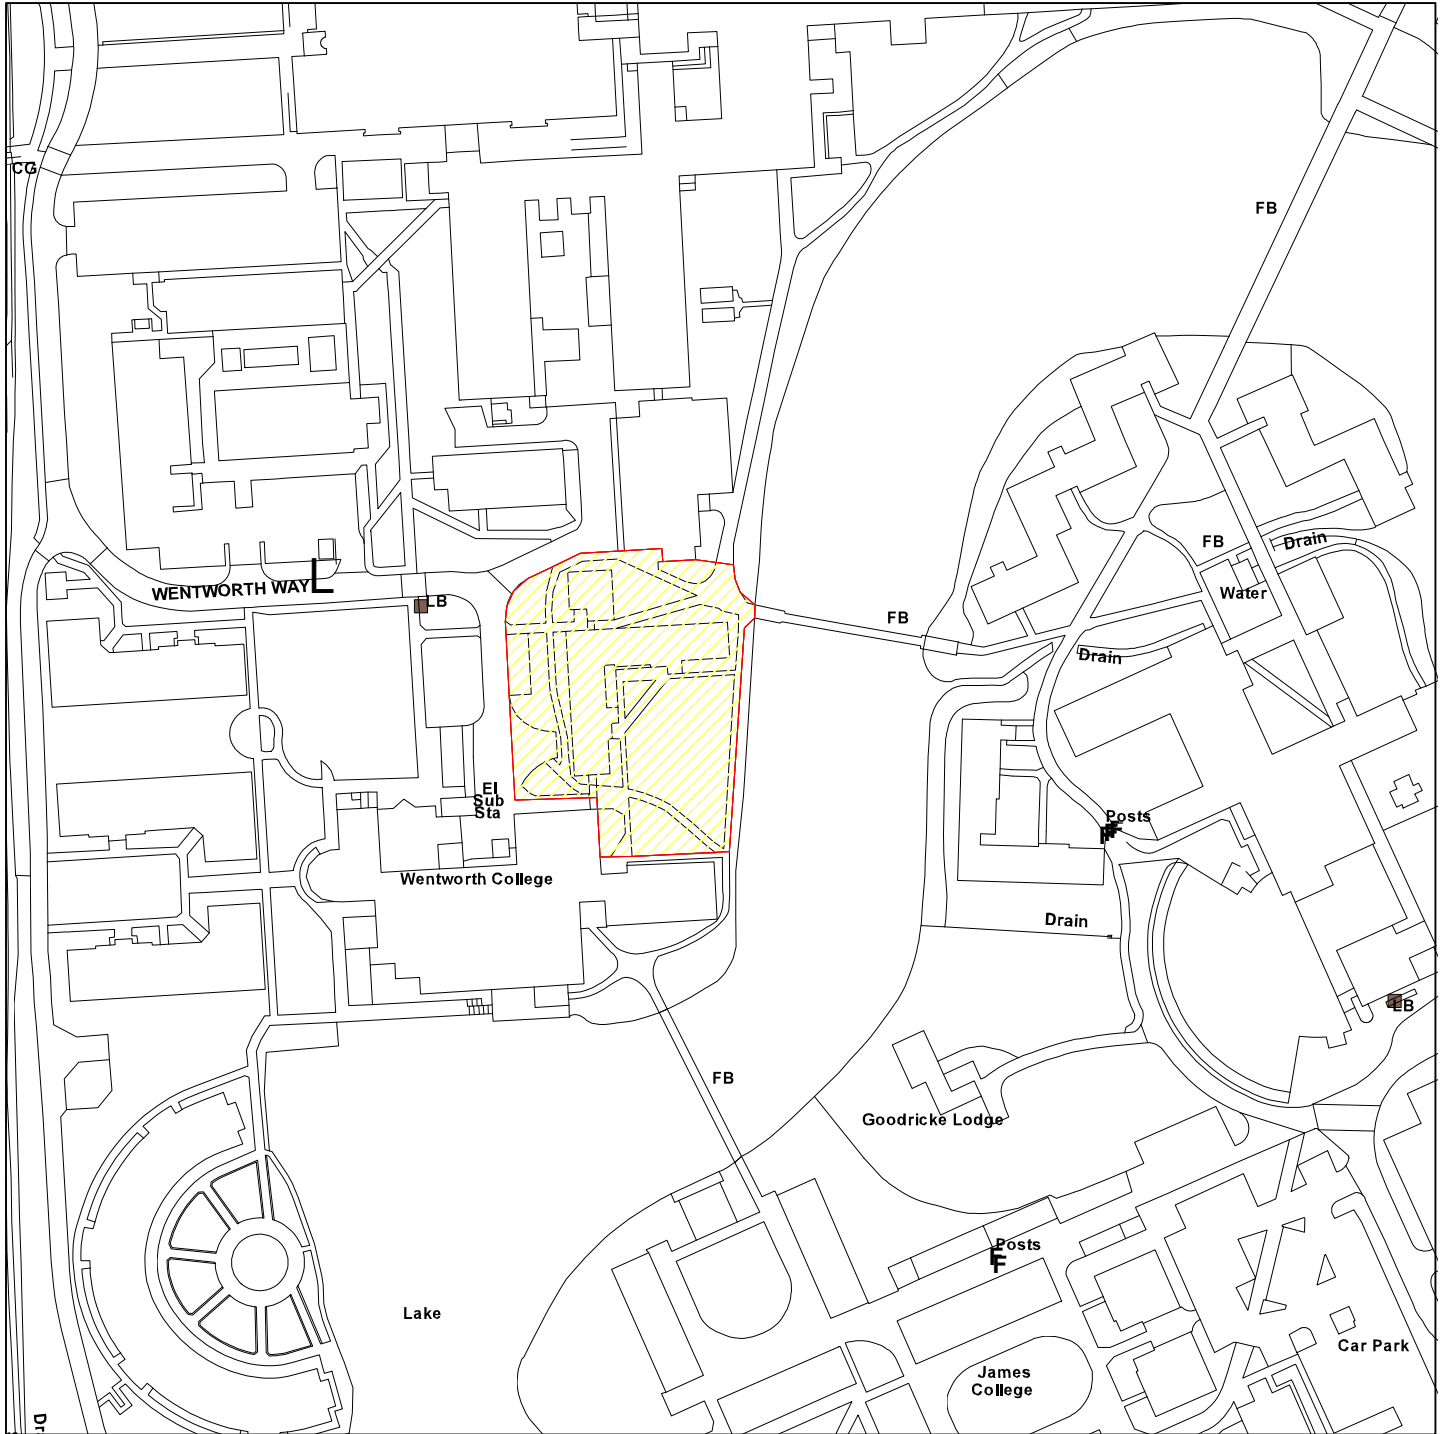 CG
FB
WENTWORTH WAY
L
LB
FB
Drain
Water
FB
Drain
El
Sub
Sta
Posts
Wentworth College
Drain
LB
FB
Goodricke Lodge
Posts
Lake
Car Park
James
College